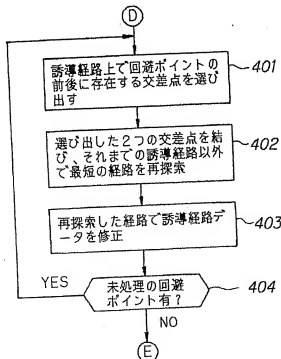 D
誘導経路上で回避ポイントの
前後に存在する交差点を選び
出す
401
選び出した2つの交差点を結
び、それまでの誘導経路以外
で最短の経路を再探索
402
再探索した経路で誘導経路デ
ータを修正
403
YES
未処理の回避
ポイント有?
404
NO
E